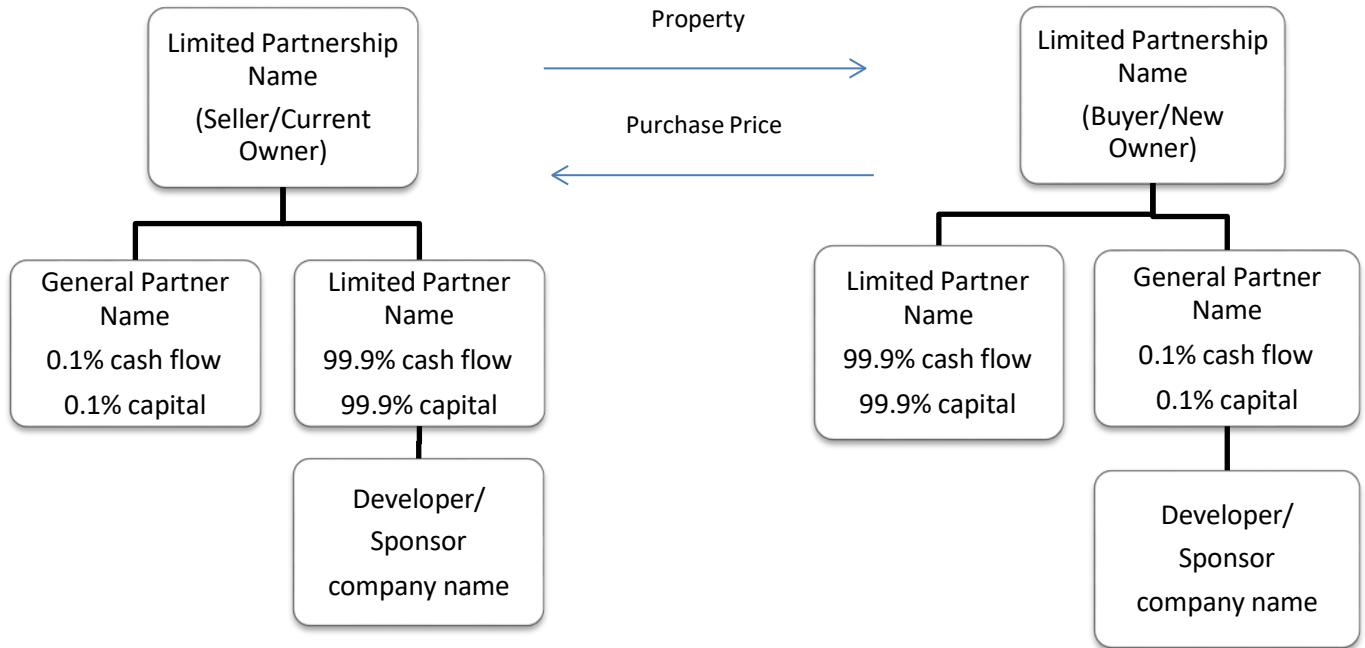 Limited Partnership
Name
(Seller/Current
Owner)
Property
Purchase Price
Limited Partnership
Name
(Buyer/New
Owner)
General Partner
Name
0.1% cash flow
0.1% capital
Limited Partner
Name
99.9% cash flow
99.9% capital
Limited Partner
Name
99.9% cash flow
99.9% capital
General Partner
Name
0.1% cash flow
0.1% capital
Developer/
Sponsor
company name
Developer/
Sponsor
company name